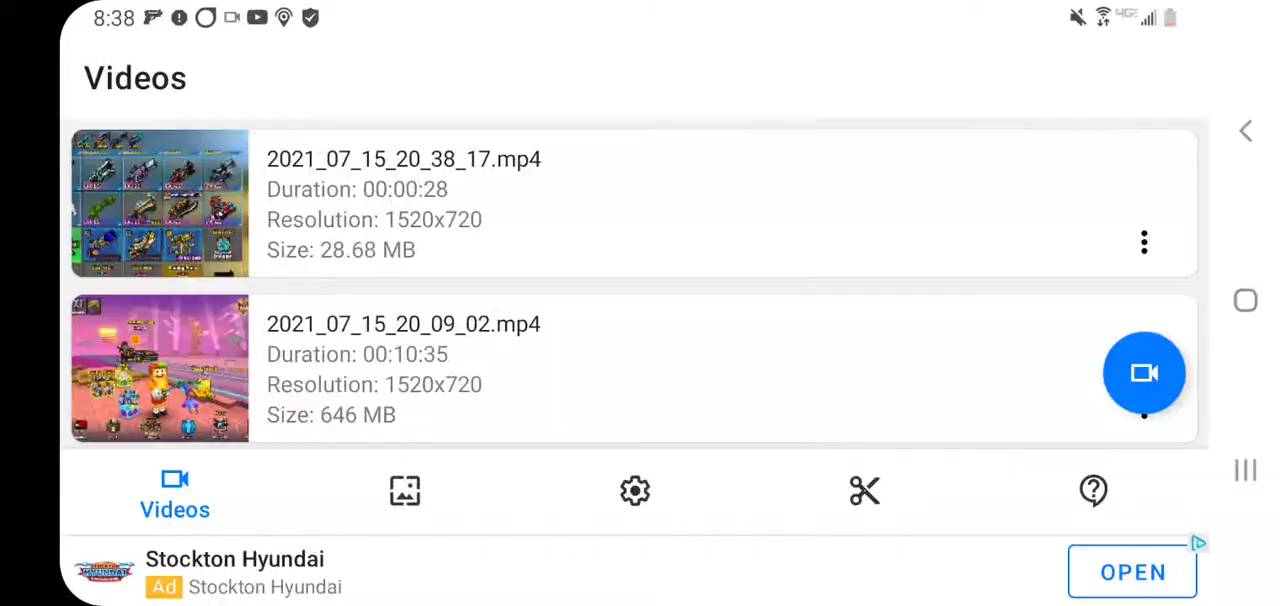 8:38
Videos
2021_07_15_20_38_17.mp4
Duration: 00:00:28
Resolution: 1520x720
Size: 28.68 MB
2021_07_15_20_09_02.mp4
Duration: 00:10:35
Resolution: 1520x720
Size: 646 MB
Videos
Stockton Hyundai
Ad Stockton Hyundai
OPEN